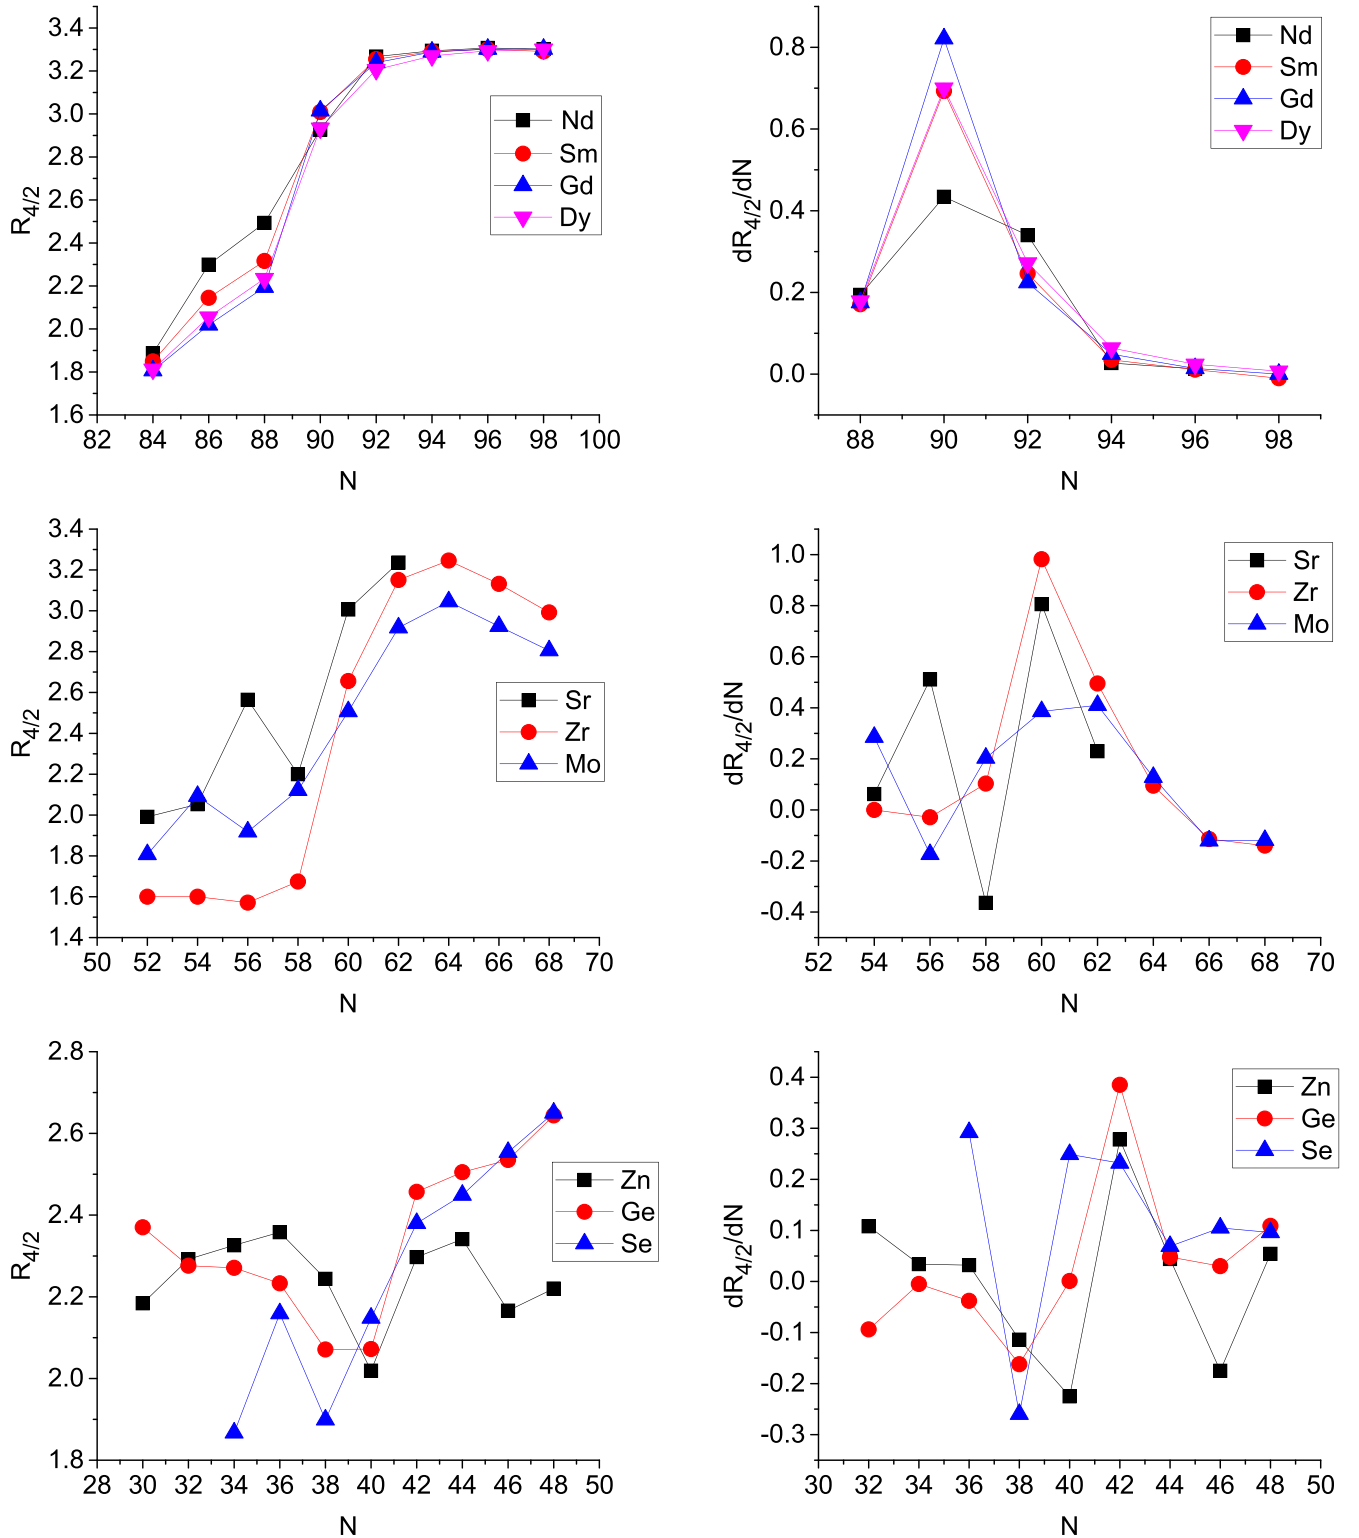 3.4
3.2
3.0
2.8
2.6
2.4
2.2
2.0
1.8
1.6
R4/2
82 84 86 88 90 92 94 96 98 100
N
Nd
Sm
Gd
Dy
0.8
0.6
0.4
0.2
0.0
dR4/2/dN
88 90 92 94 96 98
N
Nd
Sm
Gd
Dy
3.4
3.2
3.0
2.8
2.6
2.4
2.2
2.0
1.8
1.6
1.4
R4/2
50 52 54 56 58 60 62 64 66 68 70
N
Sr
Zr
Mo
1.0
0.8
0.6
0.4
0.2
0.0
-0.2
-0.4
dR4/2/dN
52 54 56 58 60 62 64 66 68 70
N
Sr
Zr
Mo
2.8
2.6
2.4
2.2
2.0
1.8
R4/2
28 30 32 34 36 38 40 42 44 46 48 50
N
Zn
Ge
Se
0.4
0.3
0.2
0.1
0.0
-0.1
-0.2
-0.3
dR4/2/dN
30 32 34 36 38 40 42 44 46 48 50
N
Zn
Ge
Se